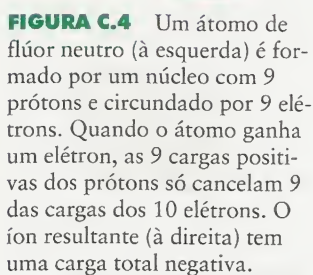 FIGURA C.4 Um átomo de
flúor neutro (à esquerda) é for-
mado por um núcleo com 9
prótons e circundado por 9 elé-
trons. Quando o átomo ganha
um elétron, as 9 cargas positi-
vas dos prótons só cancelam 9
das cargas dos 10 elétrons. O
íon resultante (à direita) tem
uma carga total negativa.